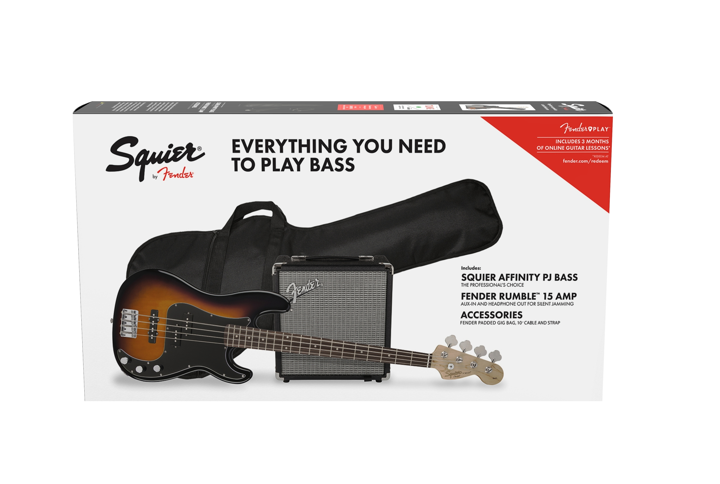 Squier®
by Fender
EVERYTHING YOU NEED
TO PLAY BASS
Fender PLAY™
INCLUDES 3 MONTHS
OF ONLINE GUITAR LESSONS*
fender.com/redeem
Fender
Includes:
SQUIER AFFINITY PJ BASS
THE PROFESSIONAL'S CHOICE
FENDER RUMBLE™ 15 AMP
AUX-IN AND HEADPHONE OUT FOR SILENT JAMMING
ACCESSORIES
FENDER PADDED GIG BAG, 10' CABLE AND STRAP
Squier